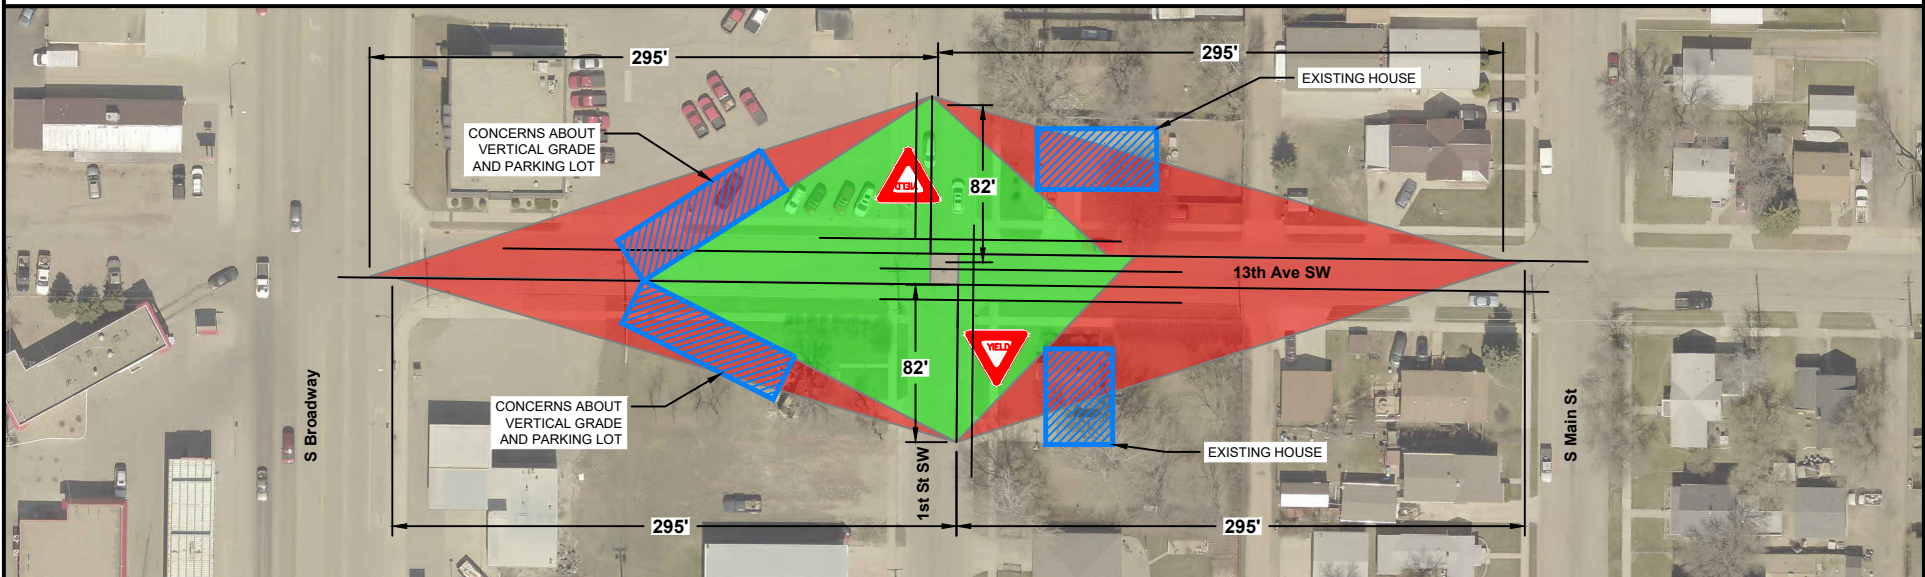 295'
295'
EXISTING HOUSE
CONCERNS ABOUT
VERTICAL GRADE
AND PARKING LOT
YIELD
82'
13th Ave SW
YIELD
82'
S Broadway
CONCERNS ABOUT
VERTICAL GRADE
AND PARKING LOT
1st St SW
EXISTING HOUSE
S Main St
295'
295'